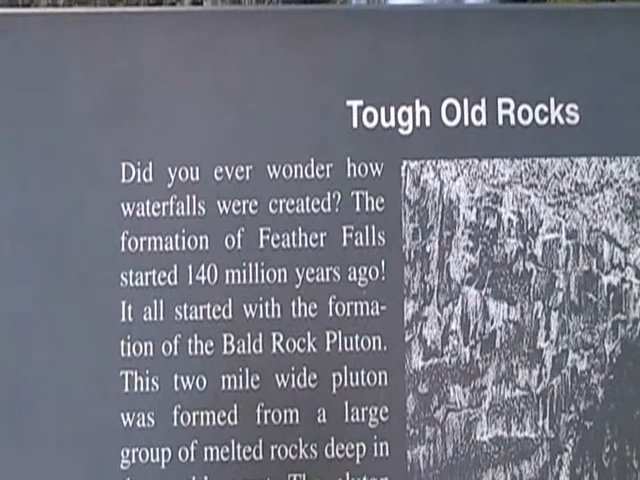 Tough Old Rocks
Did you ever wonder how
waterfalls were created? The
formation of Feather Falls
started 140 million years ago!
It all started with the forma-
tion of the Bald Rock Pluton.
This two mile wide pluton
was formed from a large
group of melted rocks deep in